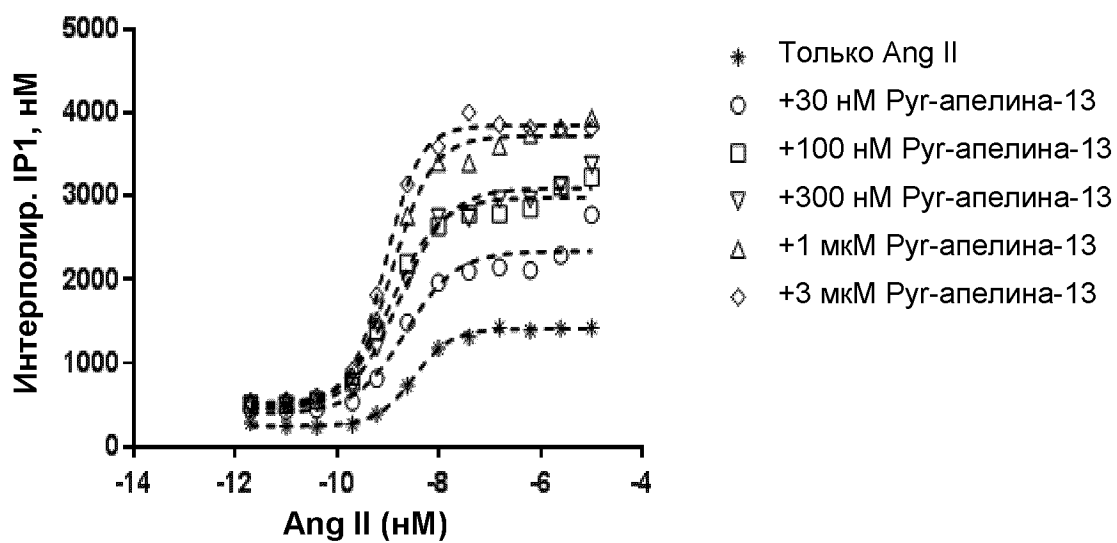 Интерполир. IP1, нМ
5000
4000
3000
2000
1000
0
-14
-12
-10
-8
-6
-4
Ang II (нМ)
Только Ang II
+30 нМ Pyr-апелина-13
+100 нМ Pyr-апелина-13
+300 нМ Pyr-апелина-13
+1 мкМ Pyr-апелина-13
+3 мкМ Pyr-апелина-13